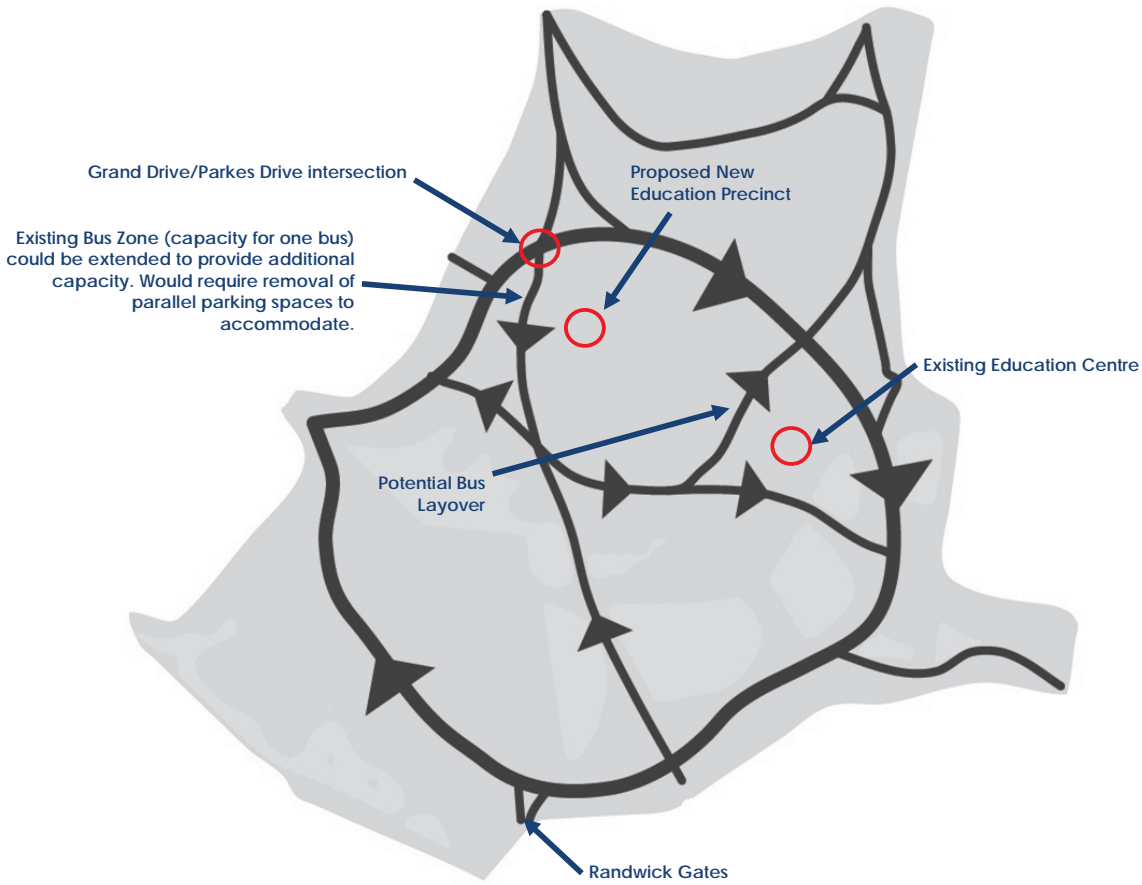 Grand Drive/Parkes Drive intersection
Proposed New
Education Precinct
Existing Bus Zone (capacity for one bus)
could be extended to provide additional
capacity. Would require removal of
parallel parking spaces to
accommodate.
Existing Education Centre
Potential Bus
Layover
Randwick Gates